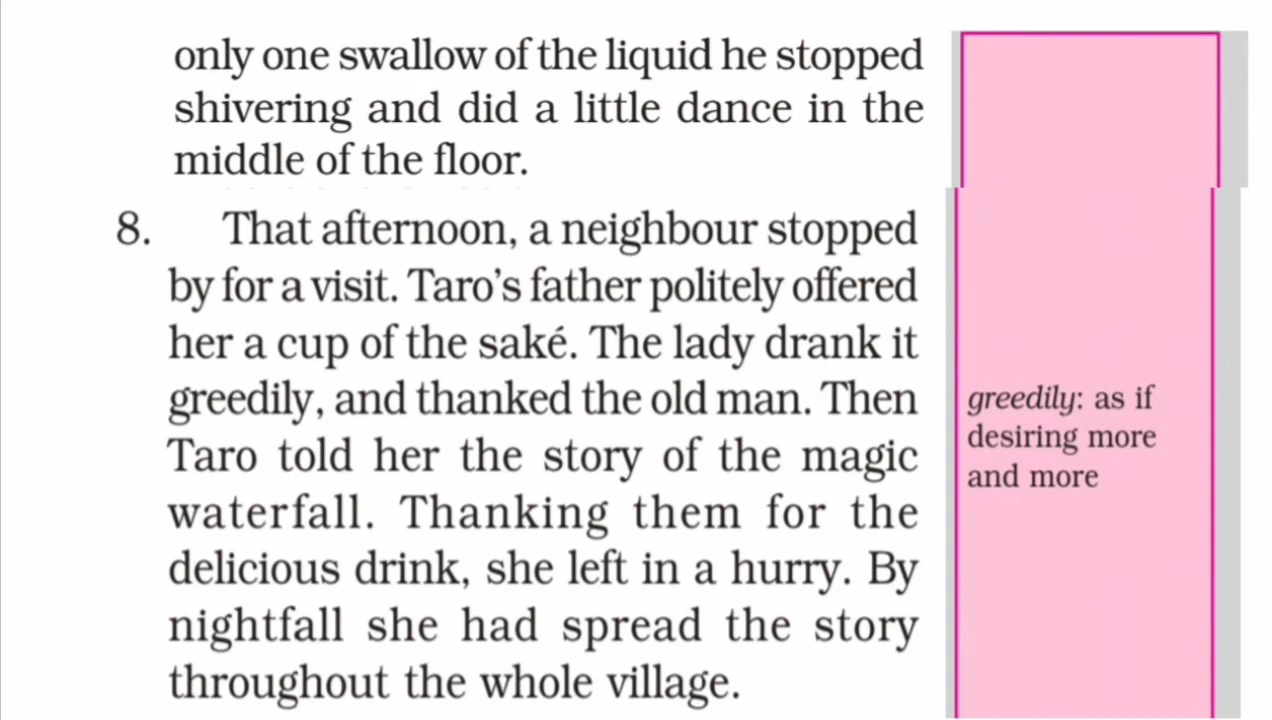 only one swallow of the liquid he stopped
shivering and did a little dance in the
middle of the floor.
8. That afternoon, a neighbour stopped
by for a visit. Taro's father politely offered
her a cup of the saké. The lady drank it
greedily, and thanked the old man. Then
Taro told her the story of the magic
waterfall. Thanking them for the
delicious drink, she left in a hurry. By
nightfall she had spread the story
throughout the whole village.
greedily: as if
desiring more
and more